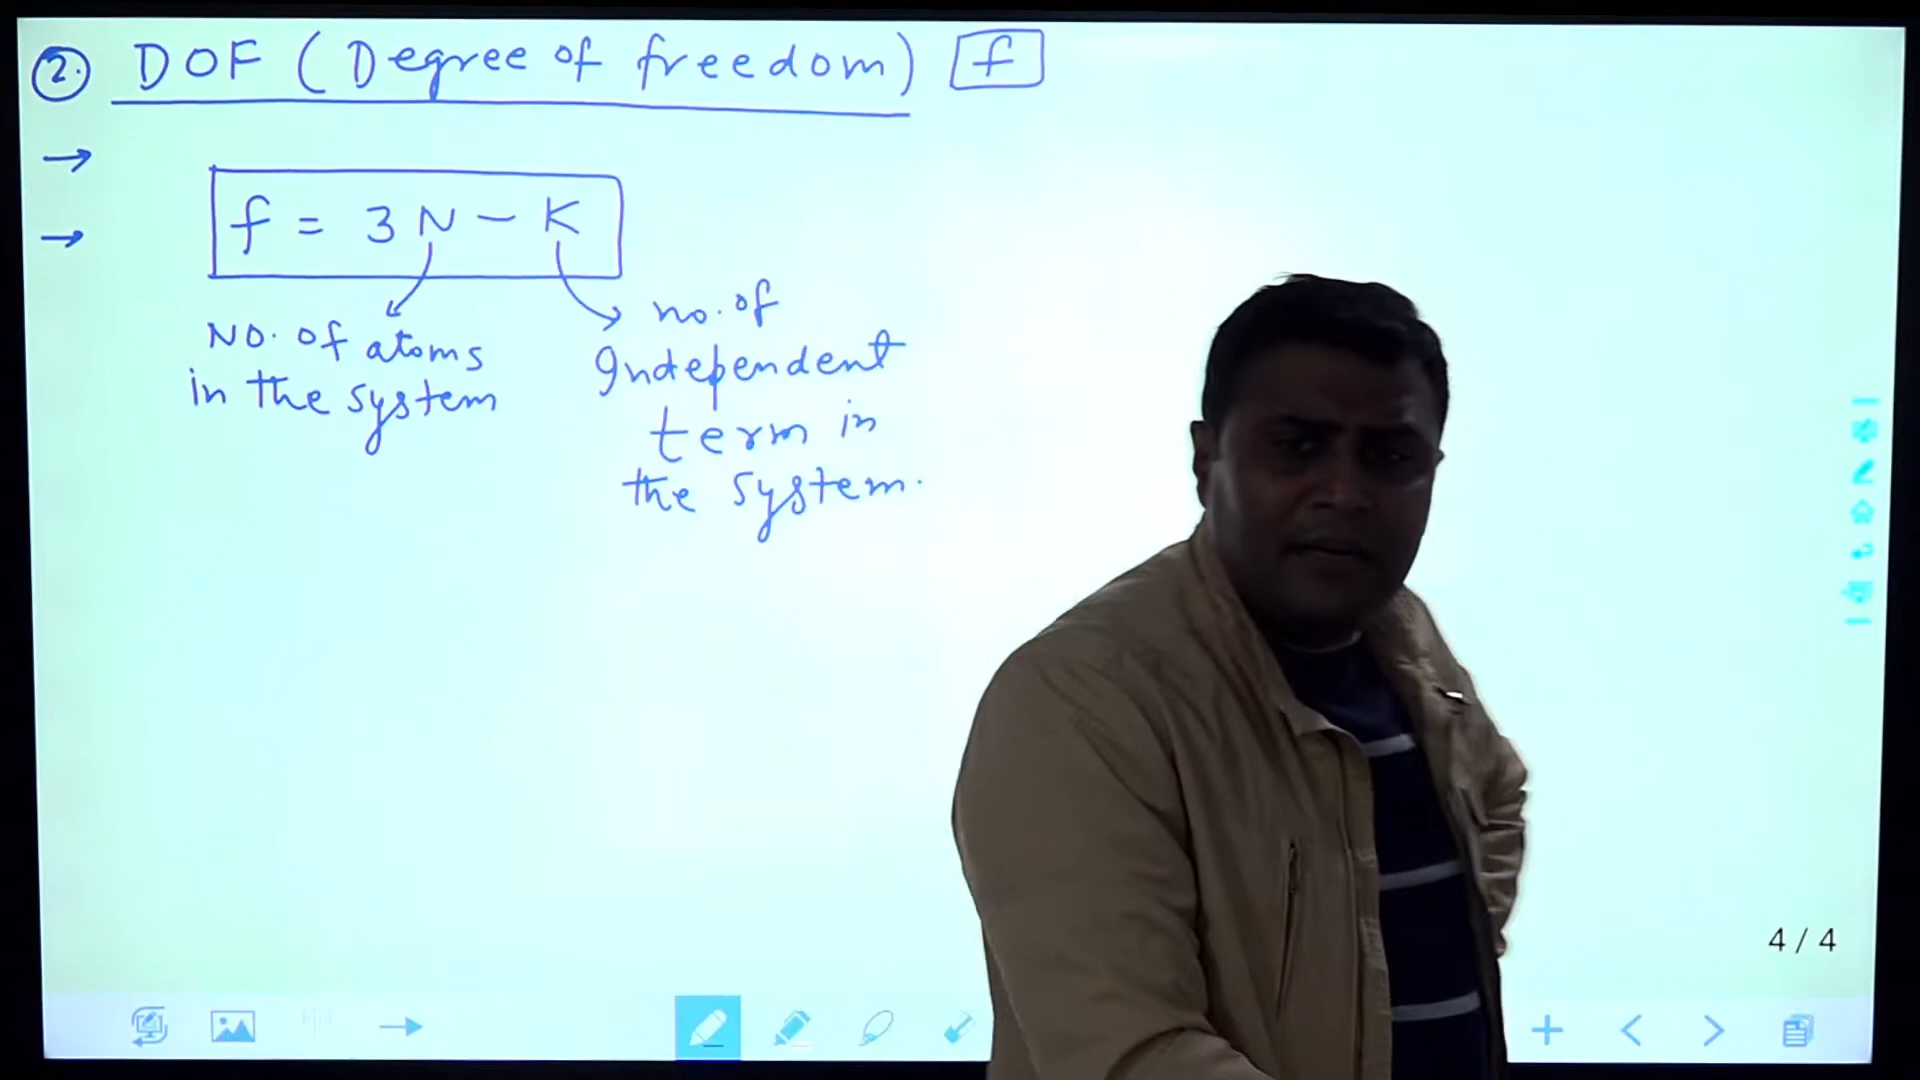 2. DOF (Degree of freedom) f
→
→
f = 3N - K
No. of atoms
in the system
no. of
Independent
term in
the system.
4 / 4